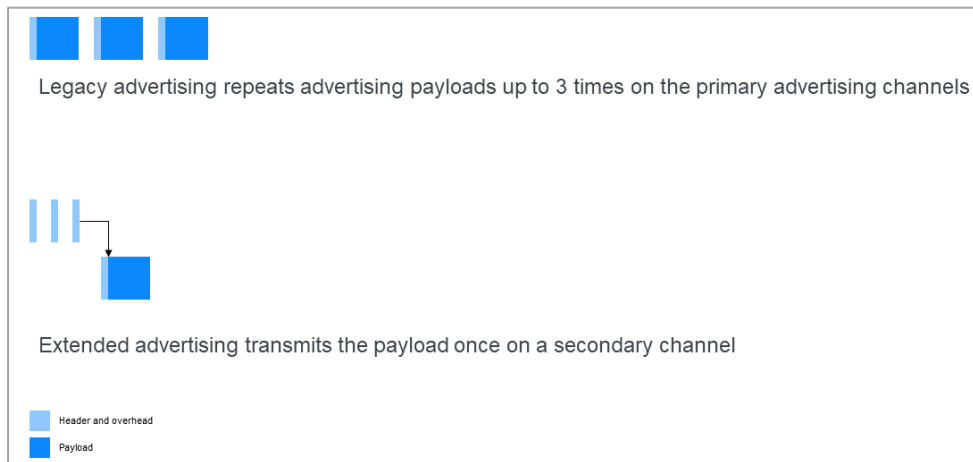 Legacy advertising repeats advertising payloads up to 3 times on the primary advertising channels
Extended advertising transmits the payload once on a secondary channel
Header and overhead
Payload